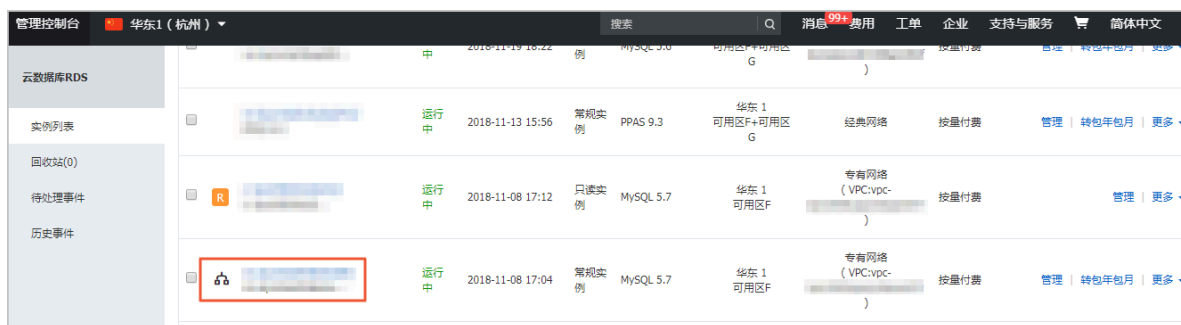 管理控制台 华东1 ( 杭州 ) 搜索 消息 99+ 费用 工单 企业 支持与服务 简体中文
云数据库RDS
实例列表
回收站(0)
待处理事件
历史事件
中 2018-11-19 18:22 例 MySQL 5.6 可用区F+可用区
G
)
按量付费 管理 | 转包年包月 | 更多
运行
中
2018-11-13 15:56
常规实
例
PPAS 9.3
华东 1
可用区F+可用区
G
经典网络
按量付费
管理 | 转包年包月 | 更多
R
运行
中
2018-11-08 17:12
只读实
例
MySQL 5.7
华东 1
可用区F
专有网络
( VPC:vpc-
)
按量付费
管理 | 更多
运行
中
2018-11-08 17:04
常规实
例
MySQL 5.7
华东 1
可用区F
专有网络
( VPC:vpc-
)
按量付费
管理 | 转包年包月 | 更多